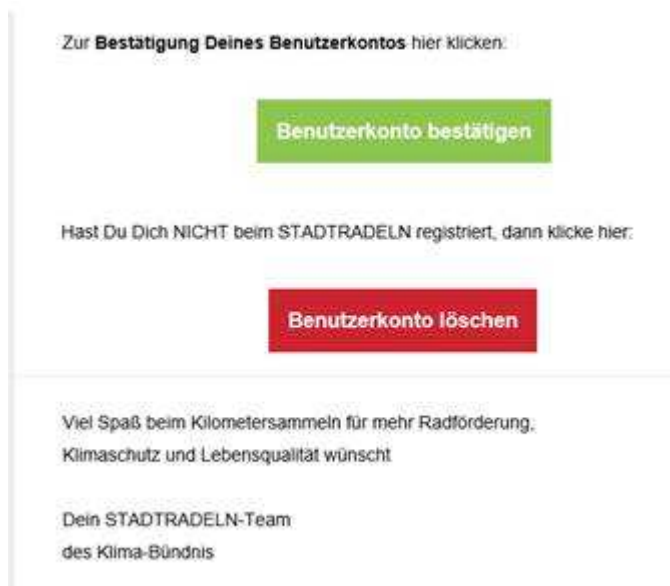 Zur Bestätigung Deines Benutzerkontos hier klicken:
Benutzerkonto bestätigen
Hast Du Dich NICHT beim STADTRADELN registriert, dann klicke hier:
Benutzerkonto löschen
Viel Spaß beim Kilometersammeln für mehr Radförderung,
Klimaschutz und Lebensqualität wünscht
Dein STADTRADELN-Team
des Klima-Bündnis